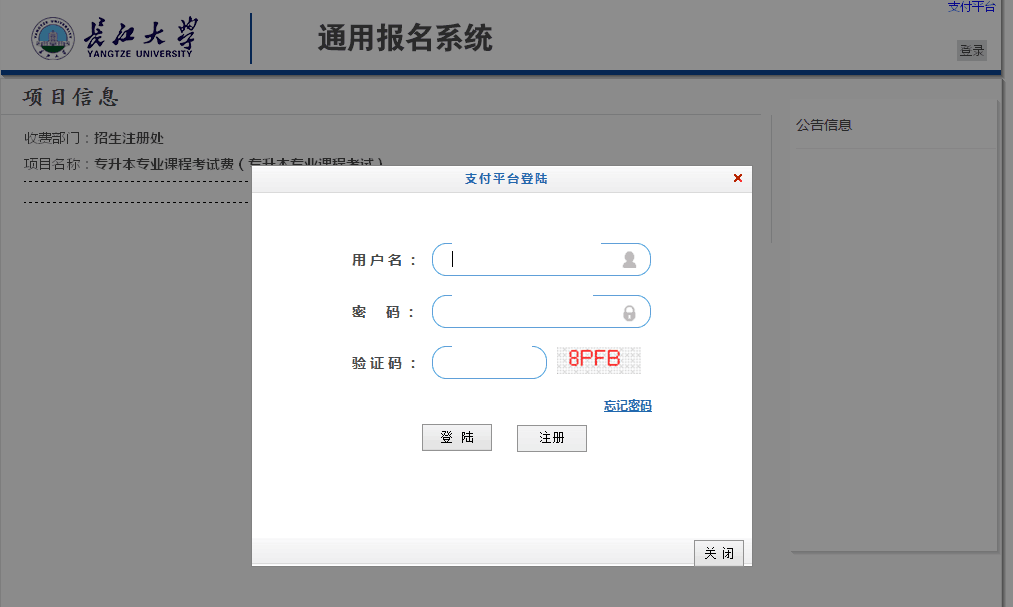 支付平台
长江大学
YANGTZE UNIVERSITY
通用报名系统
登录
项目信息
公告信息
收费部门：招生注册处
项目名称：专升本专业课程考试费（专升本专业课程考试）
支付平台登陆
用户名：
密 码：
验证码：
8PFB
忘记密码
登 陆
注册
关 闭